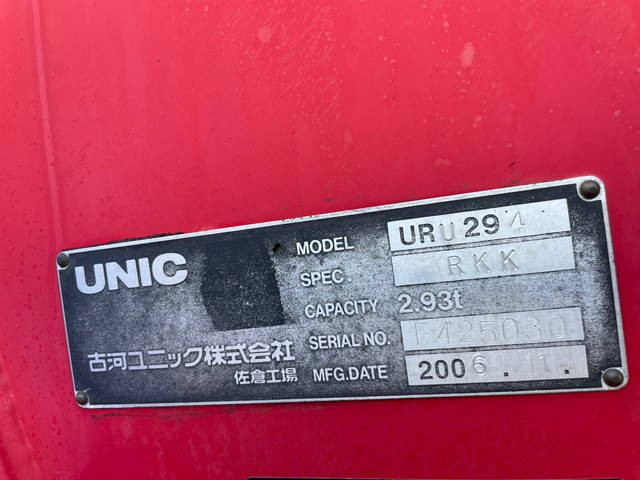 UNIC
MODEL URU294
SPEC RKK
CAPACITY 2.93t
SERIAL NO. F425030
MFG.DATE 2006.11.
古河ユニック株式会社
佐倉工場